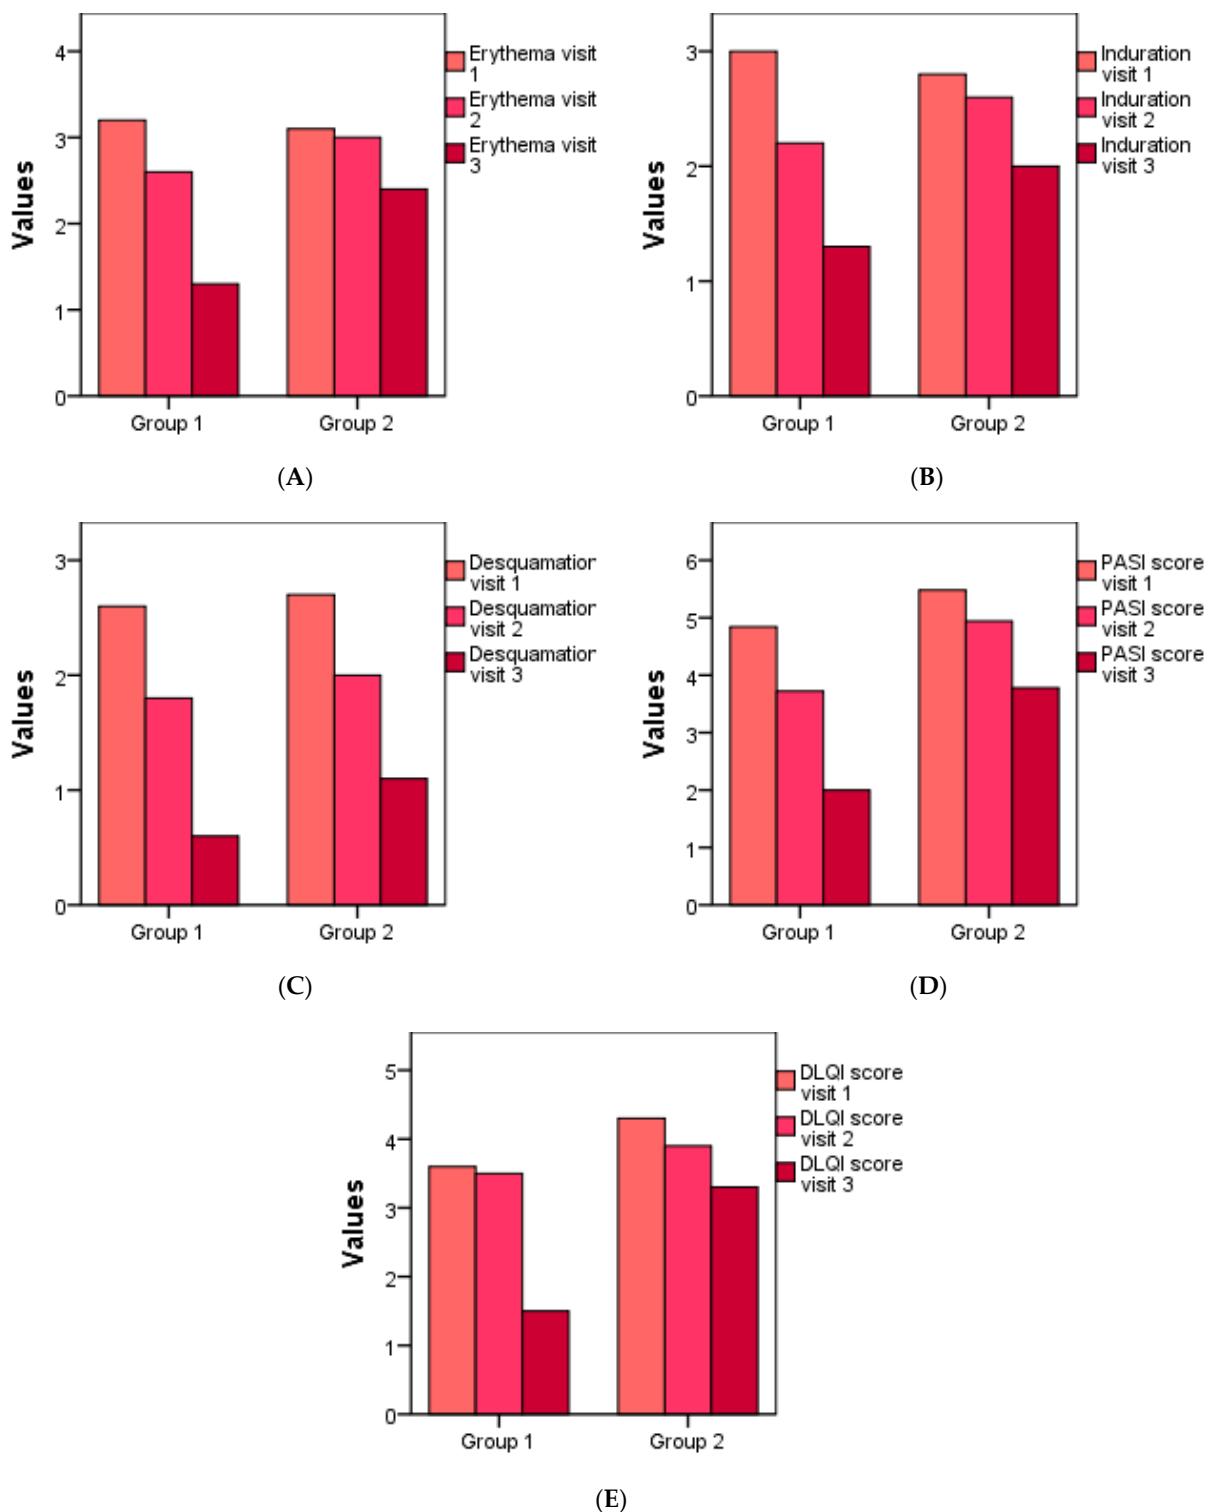 4
3
2
1
0
Values
Group 1
Group 2
Erythema visit
1
Erythema visit
2
Erythema visit
3
(A)
3
2
1
0
Values
Group 1
Group 2
Induration
visit 1
Induration
visit 2
Induration
visit 3
(B)
3
2
1
0
Values
Group 1
Group 2
Desquamation
visit 1
Desquamation
visit 2
Desquamation
visit 3
(C)
6
5
4
3
2
1
0
Values
Group 1
Group 2
PASI score
visit 1
PASI score
visit 2
PASI score
visit 3
(D)
5
4
3
2
1
0
Values
Group 1
Group 2
DLQI score
visit 1
DLQI score
visit 2
DLQI score
visit 3
(E)